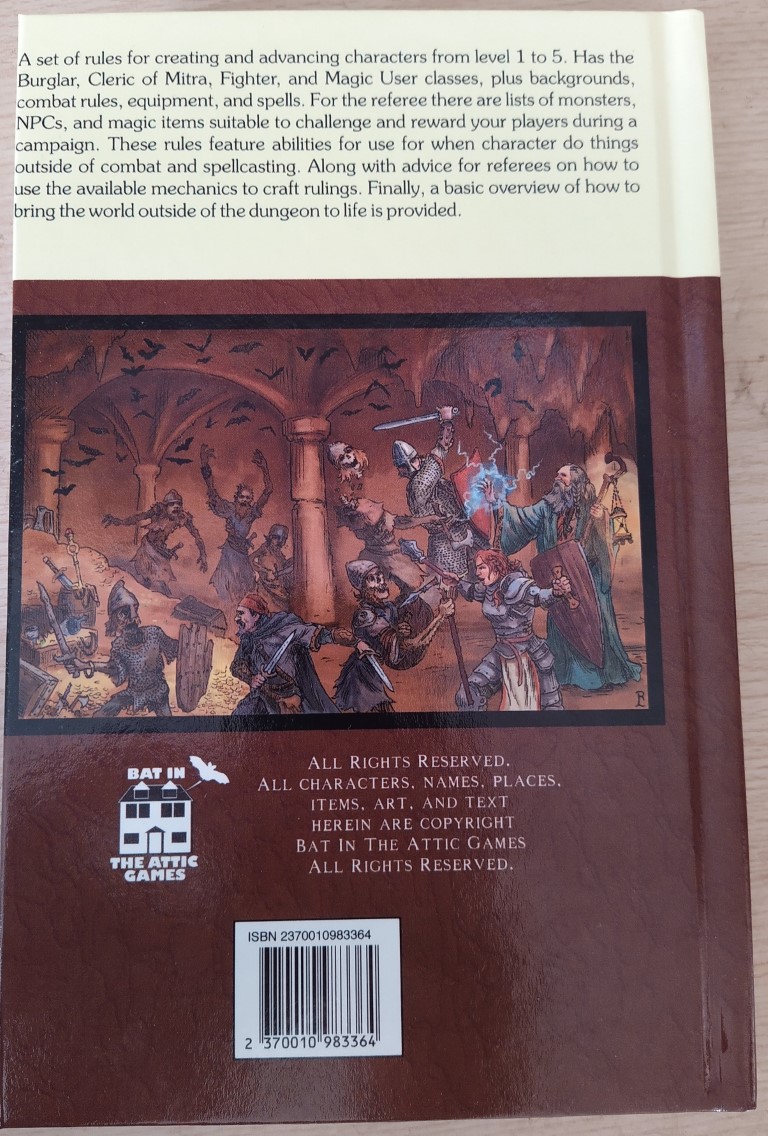 A set of rules for creating and advancing characters from level 1 to 5. Has the
Burglar, Cleric of Mitra, Fighter, and Magic User classes, plus backgrounds,
combat rules, equipment, and spells. For the referee there are lists of monsters,
NPCs, and magic items suitable to challenge and reward your players during a
campaign. These rules feature abilities for use for when character do things
outside of combat and spellcasting. Along with advice for referees on how to
use the available mechanics to craft rulings. Finally, a basic overview of how to
bring the world outside of the dungeon to life is provided.
BAT IN
THE ATTIC
GAMES
ALL RIGHTS RESERVED.
ALL CHARACTERS, NAMES, PLACES,
ITEMS, ART, AND TEXT
HEREIN ARE COPYRIGHT
BAT IN THE ATTIC GAMES
ALL RIGHTS RESERVED.
ISBN 2370010983364
2 370010 983364